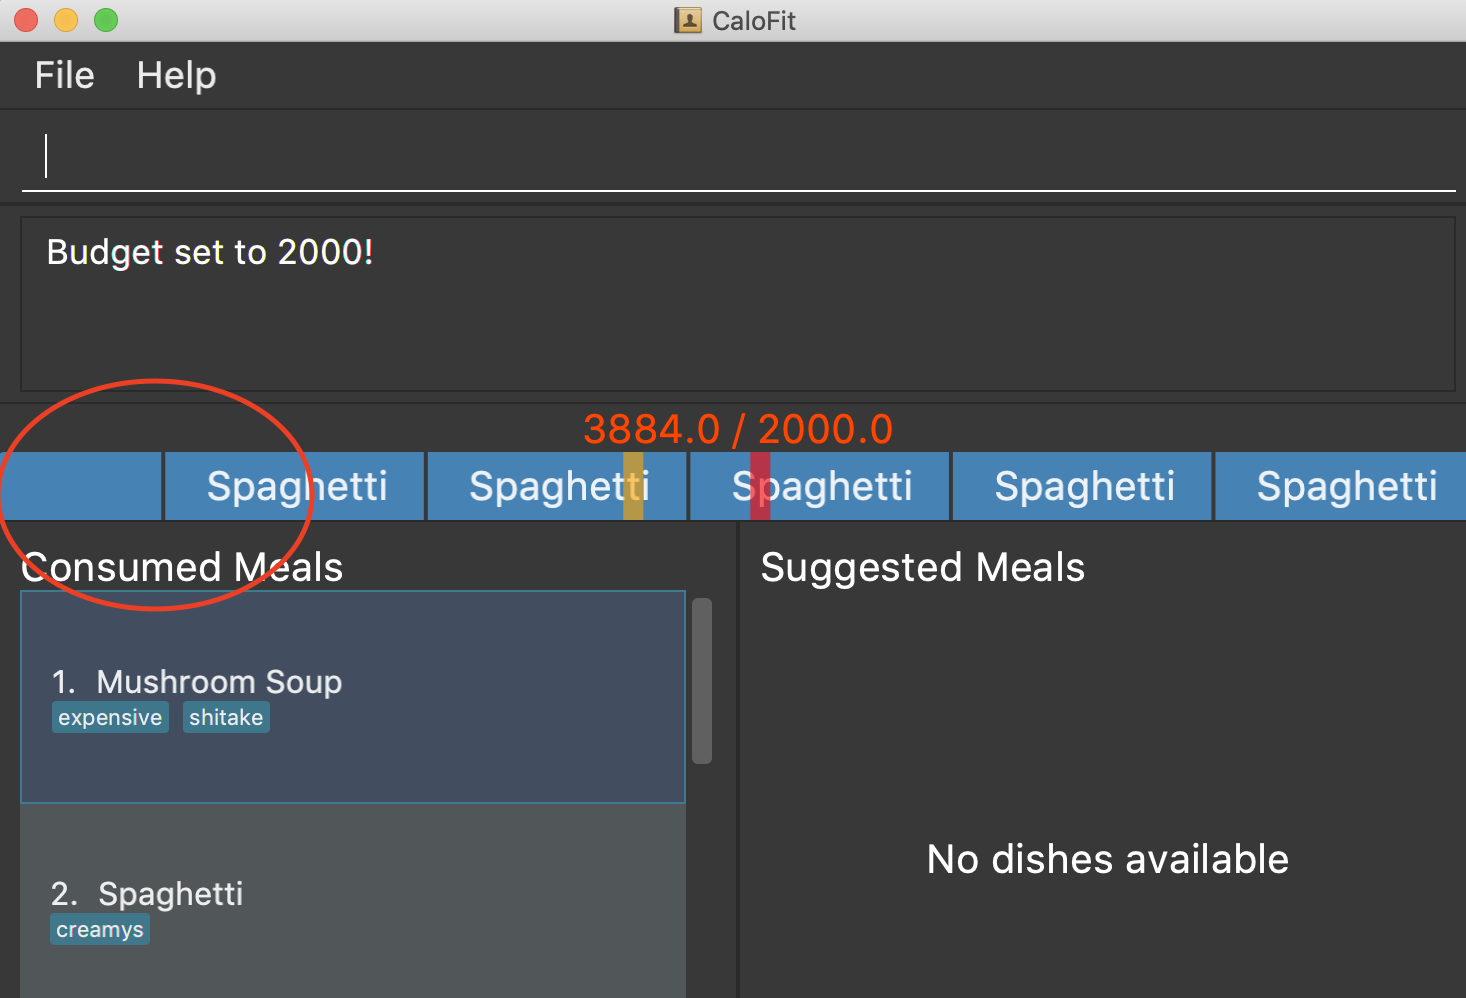 CaloFit
File Help
Budget set to 2000!
3884.0 / 2000.0
Spaghetti Spaghetti Spaghetti Spaghetti Spaghetti
Consumed Meals
1. Mushroom Soup
expensive shitake
2. Spaghetti
creamys
Suggested Meals
No dishes available